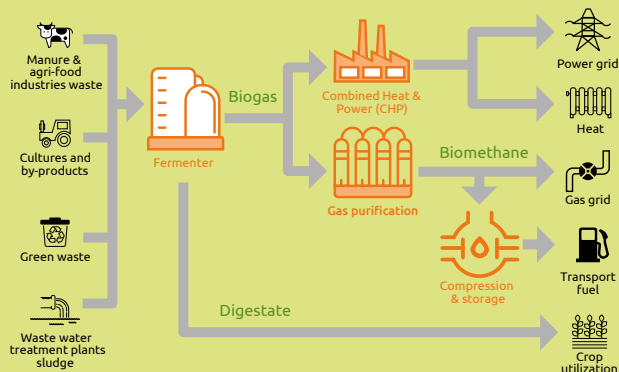 Manure &
agri-food
industries waste
Cultures and
by-products
Green waste
Waste water
treatment plants
sludge
Fermenter
Biogas
Digestate
Combined Heat &
Power (CHP)
Gas purification
Biomethane
Compression
& storage
Power grid
Heat
Gas grid
Transport
fuel
Crop
utilization